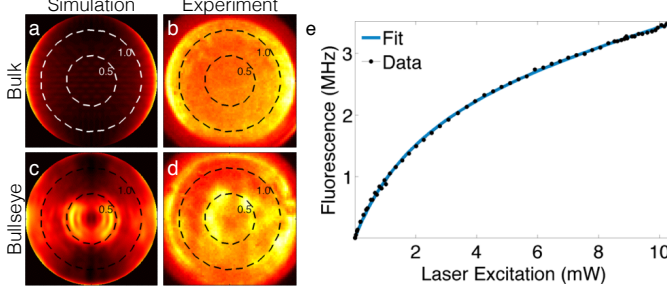 Simulation Experiment
Bulk
a
1.0
0.5
b
1.0
0.5
Bullseye
c
1.0
0.5
d
1.0
0.5
e
Fluorescence (MHz)
3
2
1
Fit
Data
2 4 6 8 10
Laser Excitation (mW)